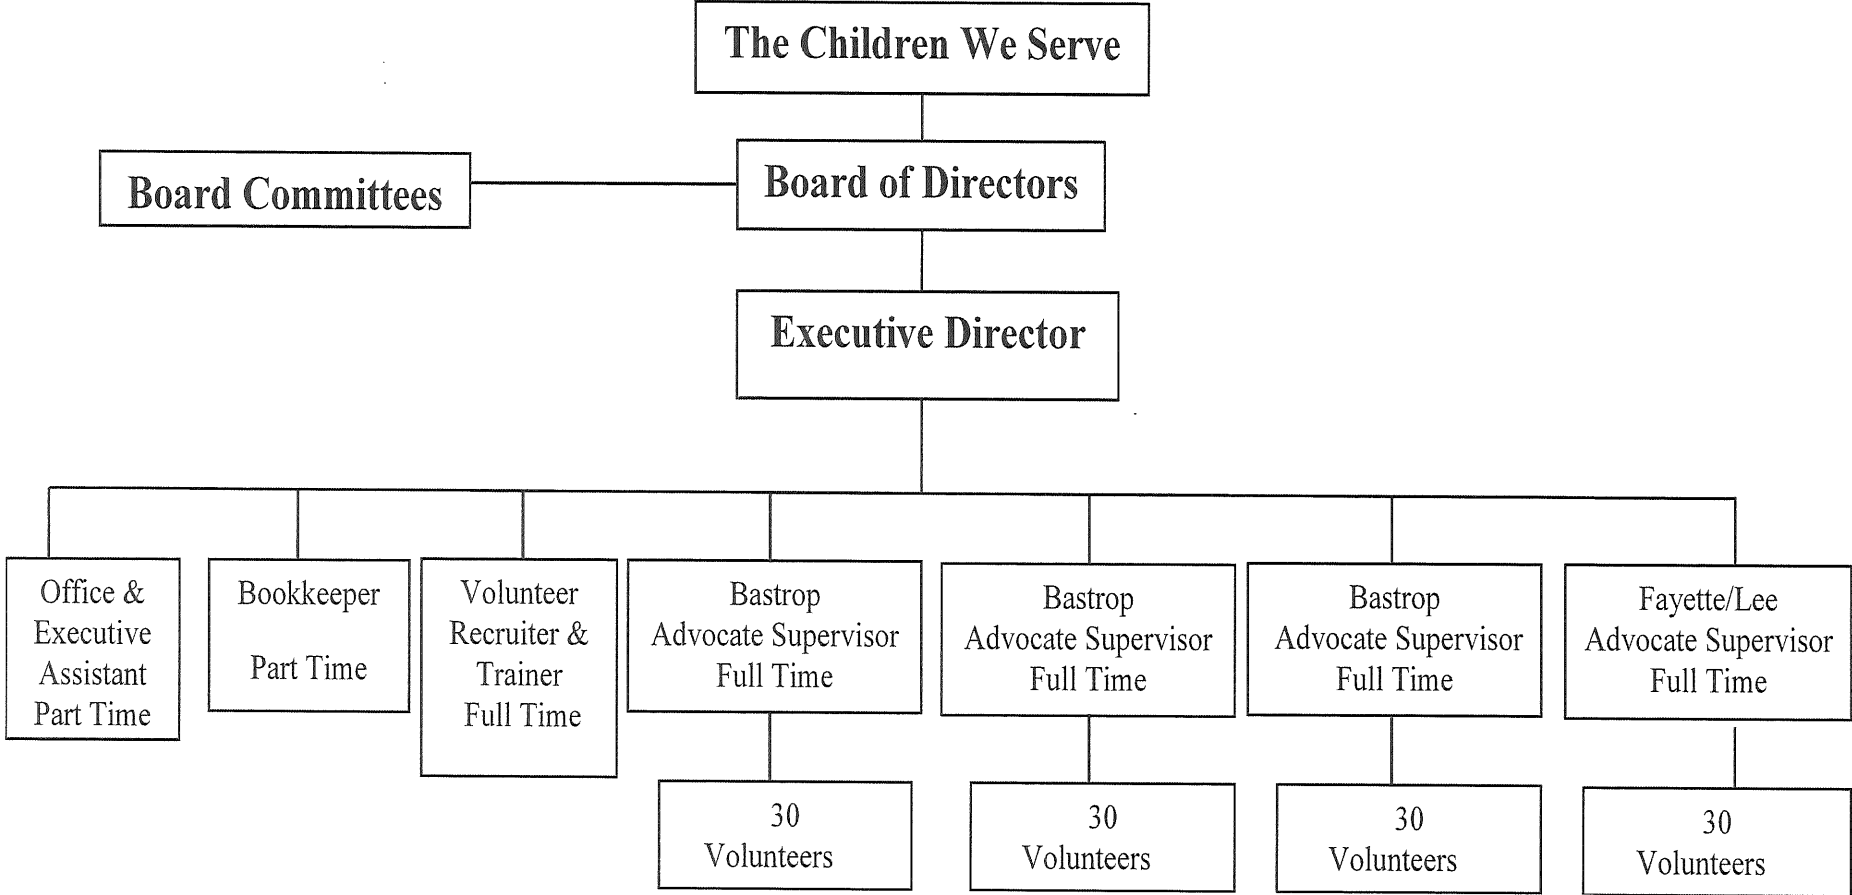 The Children We Serve
Board Committees
Board of Directors
Executive Director
Office &
Executive
Assistant
Part Time
Bookkeeper
Part Time
Volunteer
Recruiter &
Trainer
Full Time
Bastrop
Advocate Supervisor
Full Time
Bastrop
Advocate Supervisor
Full Time
Bastrop
Advocate Supervisor
Full Time
Fayette/Lee
Advocate Supervisor
Full Time
30
Volunteers
30
Volunteers
30
Volunteers
30
Volunteers